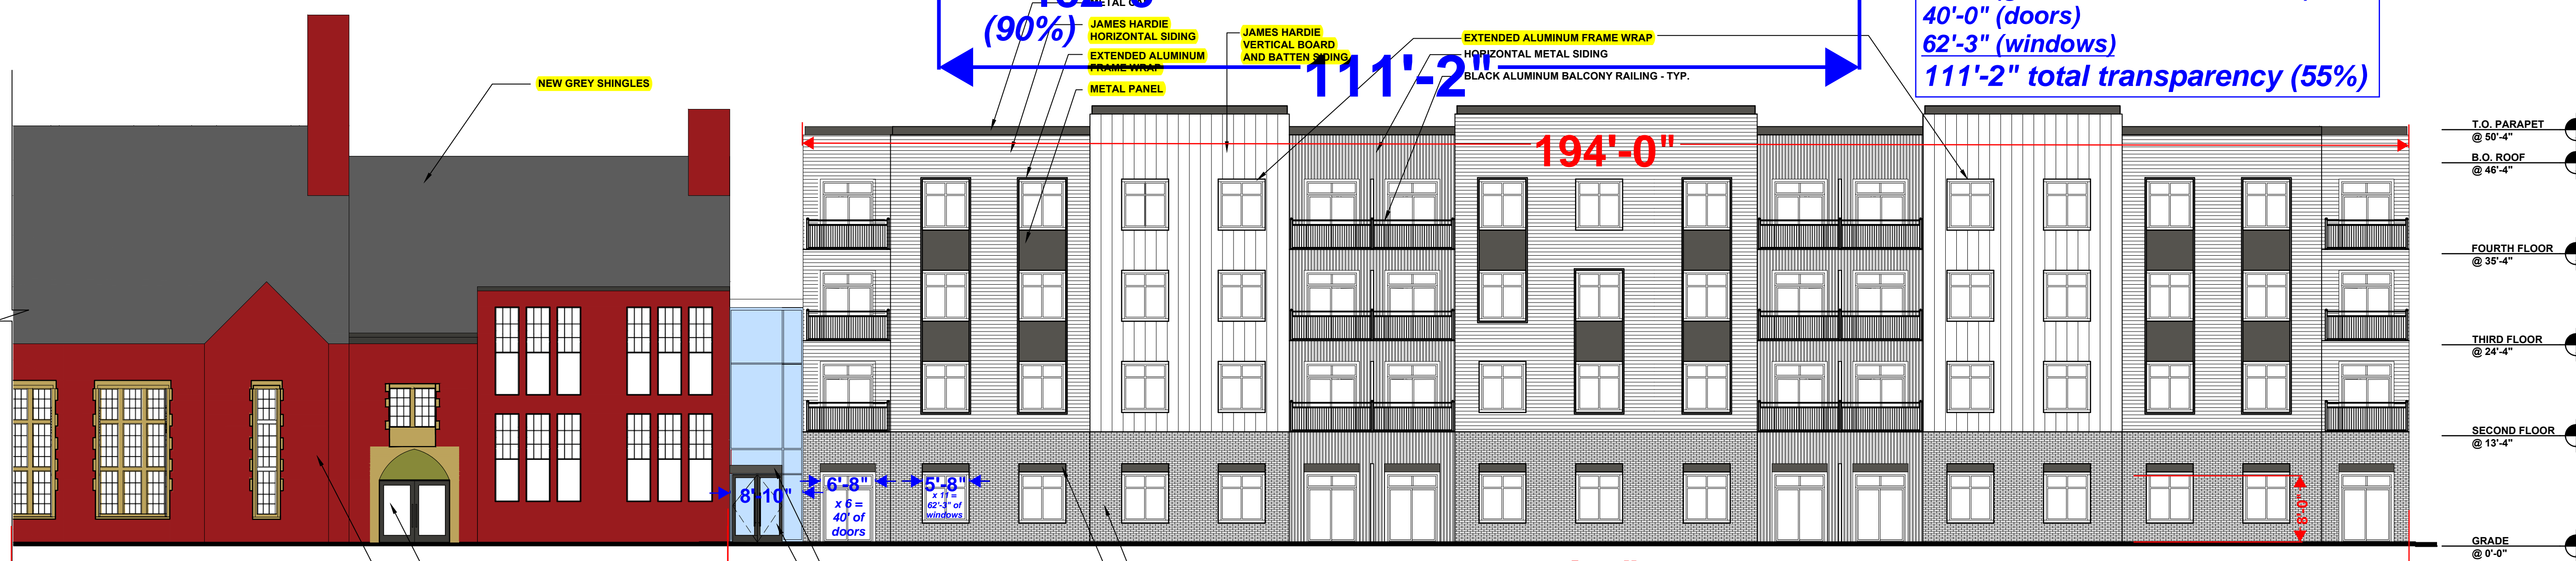 (90%)
METAL CAP
JAMES HARDIE
HORIZONTAL SIDING
EXTENDED ALUMINUM
FRAME WRAP
METAL PANEL
NEW GREY SHINGLES
JAMES HARDIE
VERTICAL BOARD
AND BATTEN SIDING
111'-2"
EXTENDED ALUMINUM FRAME WRAP
HORIZONTAL METAL SIDING
BLACK ALUMINUM BALCONY RAILING - TYP.
40'-0" (doors)
62'-3" (windows)
111'-2" total transparency (55%)
194'-0"
T.O. PARAPET
@ 50'-4"
B.O. ROOF
@ 46'-4"
FOURTH FLOOR
@ 35'-4"
THIRD FLOOR
@ 24'-4"
SECOND FLOOR
@ 13'-4"
GRADE
@ 0'-0"
8'-10"
6'-8"
x 6 =
40' of
doors
5'-8"
x 11 =
62'-3" of
windows
8'-0"